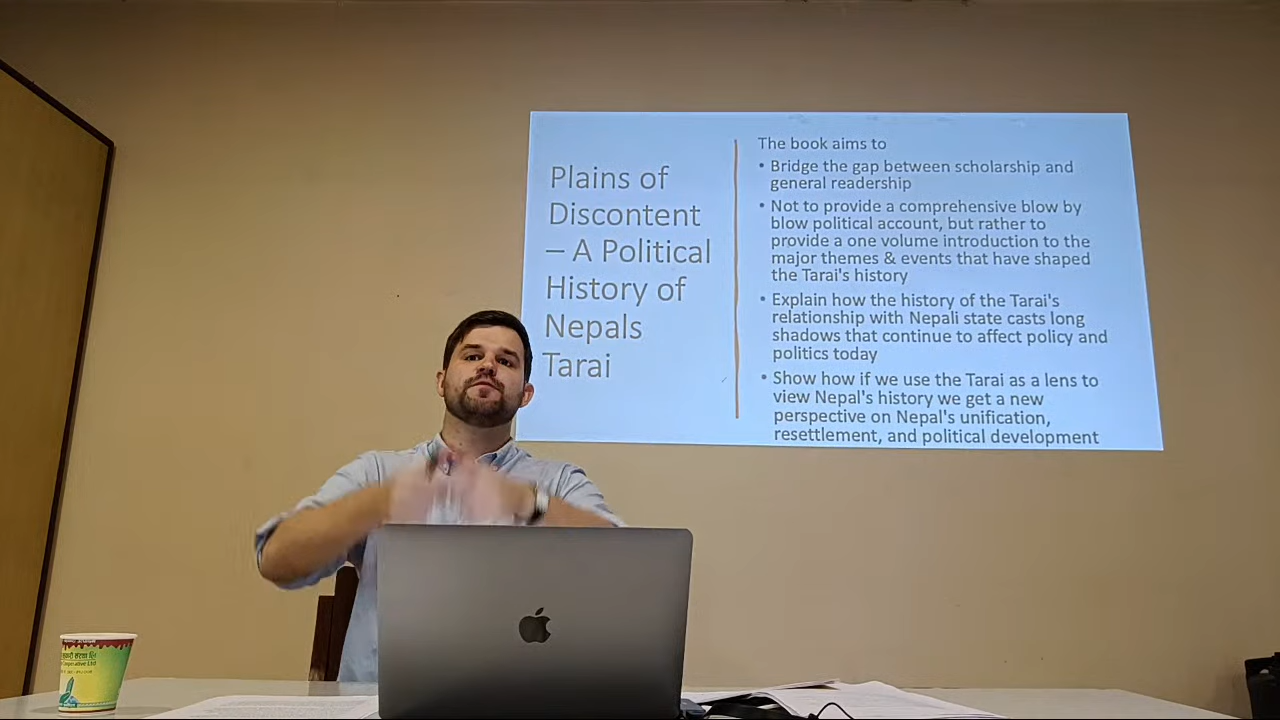 Plains of
Discontent
– A Political
History of
Nepals
Tarai
The book aims to
• Bridge the gap between scholarship and
general readership
• Not to provide a comprehensive blow by
blow political account, but rather to
provide a one volume introduction to the
major themes & events that have shaped
the Tarai's history
• Explain how the history of the Tarai's
relationship with Nepali state casts long
shadows that continue to affect policy and
politics today
• Show how if we use the Tarai as a lens to
view Nepal's history we get a new
perspective on Nepal's unification,
resettlement, and political development